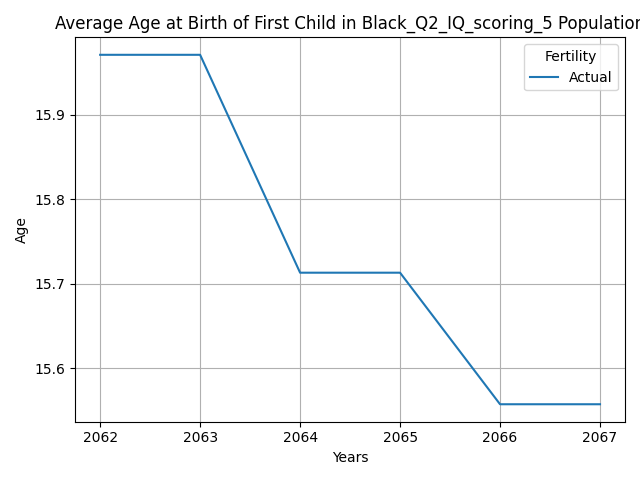 Average Age at Birth of First Child in Black_Q2_IQ_scoring_5 Population
Fertility
Actual
15.9
15.8
15.7
15.6
Age
2062 2063 2064 2065 2066 2067
Years